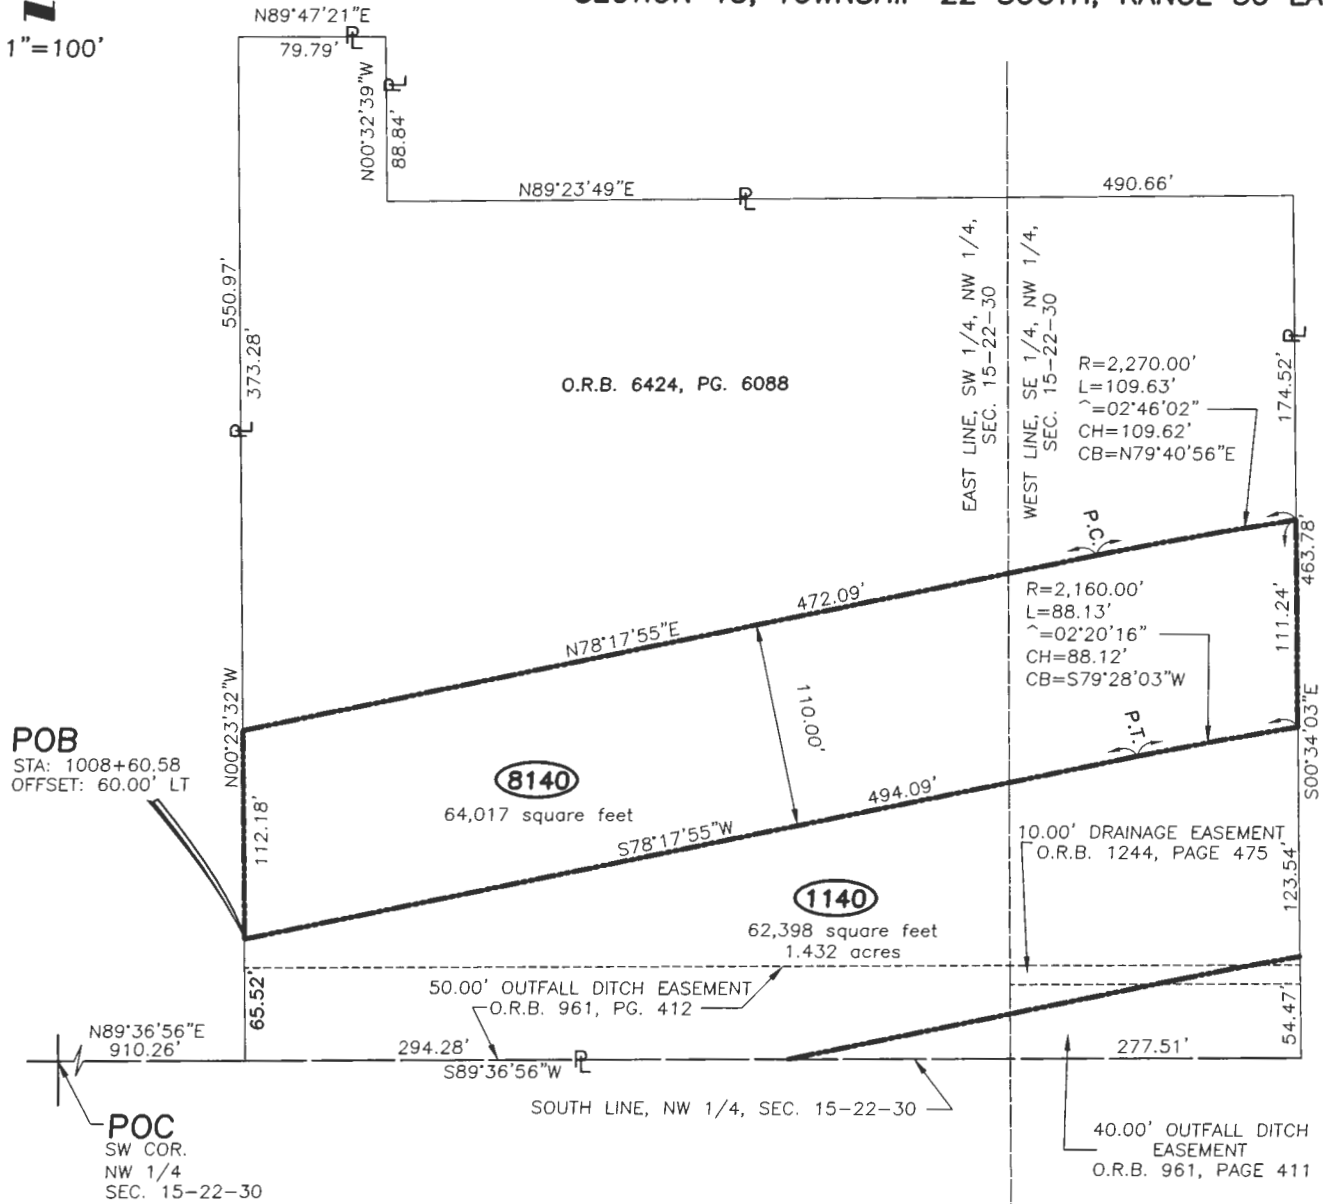 SECTION 15, TOWNSHIP 22 SOUTH, RANGE 30 EA
1"=100'
N89°47'21"E
79.79'
N00°32'39"W
88.84'
N89°23'49"E
490.66'
550.97'
373.28'
O.R.B. 6424, PG. 6088
EAST LINE, SW 1/4, NW 1/4,
SEC. 15-22-30
WEST LINE, SE 1/4, NW 1/4,
SEC. 15-22-30
174.52'
R=2,270.00'
L=109.63'
^=02°46'02"
CH=109.62'
CB=N79°40'56"E
P.C.
463.78'
472.09'
N78°17'55"E
R=2,160.00'
L=88.13'
^=02°20'16"
CH=88.12'
CB=S79°28'03"W
111.24'
S00°34'03"E
N00°23'32"W
110.00'
P.T.
POB
STA: 1008+60.58
OFFSET: 60.00' LT
8140
64,017 square feet
494.09'
S78°17'55"W
112.18'
10.00' DRAINAGE EASEMENT
O.R.B. 1244, PAGE 475
123.54'
1140
62,398 square feet
1.432 acres
50.00' OUTFALL DITCH EASEMENT
O.R.B. 961, PG. 412
65.52'
54.47'
N89°36'56"E
910.26'
294.28'
S89°36'56"W
277.51'
SOUTH LINE, NW 1/4, SEC. 15-22-30
POC
SW COR.
NW 1/4
SEC. 15-22-30
40.00' OUTFALL DITCH
EASEMENT
O.R.B. 961, PAGE 411